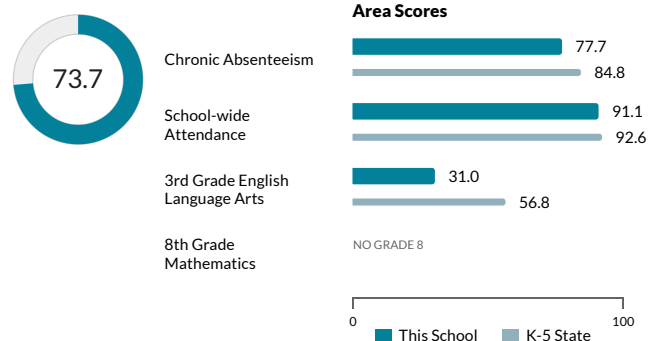 Area Scores
73.7
Chronic Absenteeism
77.7
84.8
School-wide
Attendance
91.1
92.6
3rd Grade English
Language Arts
31.0
56.8
8th Grade
Mathematics
NO GRADE 8
0
100
This School
K-5 State